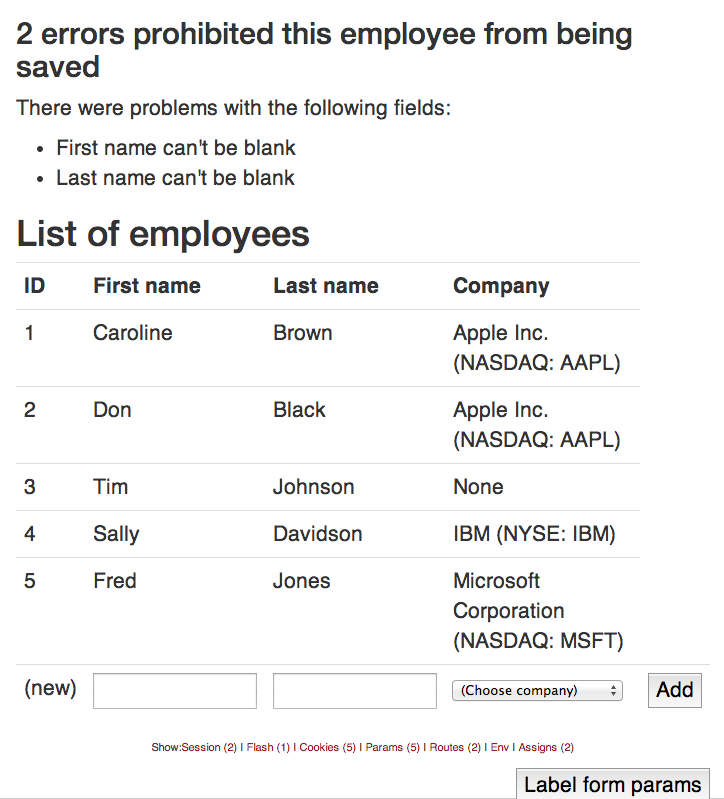 2 errors prohibited this employee from being
saved
There were problems with the following fields:
• First name can't be blank
• Last name can't be blank
List of employees
ID First name Last name Company
1 Caroline Brown Apple Inc.
(NASDAQ: AAPL)
2 Don Black Apple Inc.
(NASDAQ: AAPL)
3 Tim Johnson None
4 Sally Davidson IBM (NYSE: IBM)
5 Fred Jones Microsoft
Corporation
(NASDAQ: MSFT)
(new) (Choose company) Add
Show:Session (2) | Flash (1) | Cookies (5) | Params (5) | Routes (2) | Env | Assigns (2)
Label form params